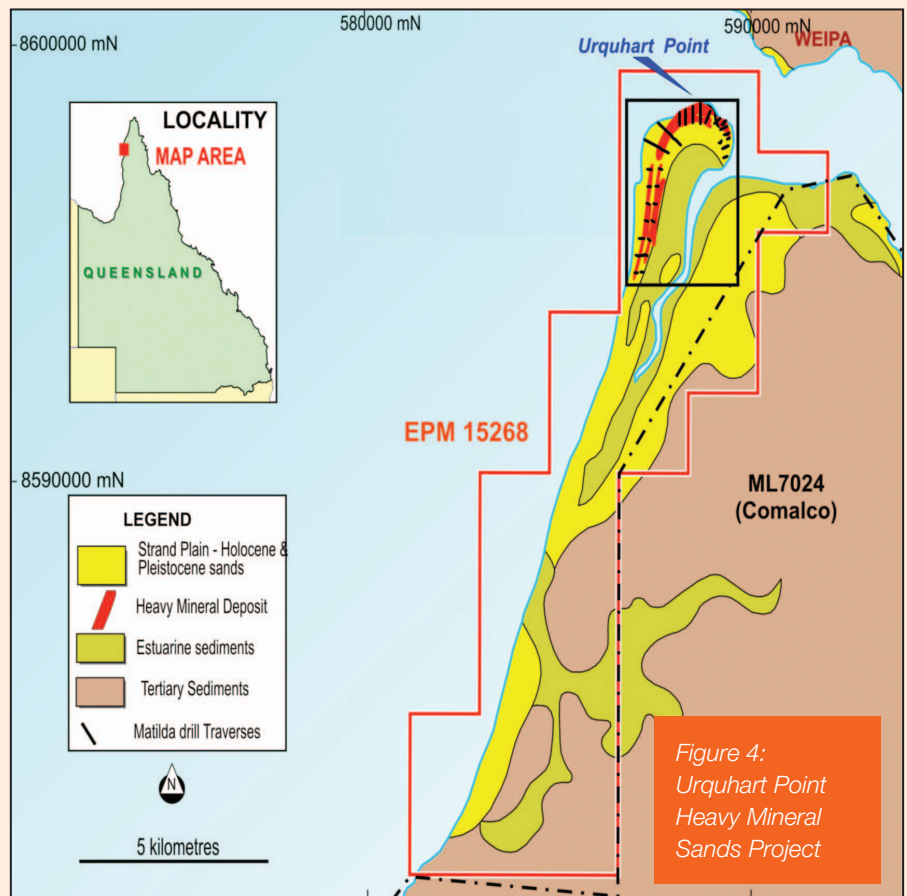 580000 mN
590000 mN
8600000 mN
Urquhart Point
WEIPA
LOCALITY
MAP AREA
QUEENSLAND
EPM 15268
8590000 mN
ML7024
(Comalco)
LEGEND
Strand Plain - Holocene &
Pleistocene sands
Heavy Mineral Deposit
Estuarine sediments
Tertiary Sediments
Matilda drill Traverses
N
5 kilometres
Figure 4:
Urquhart Point
Heavy Mineral
Sands Project